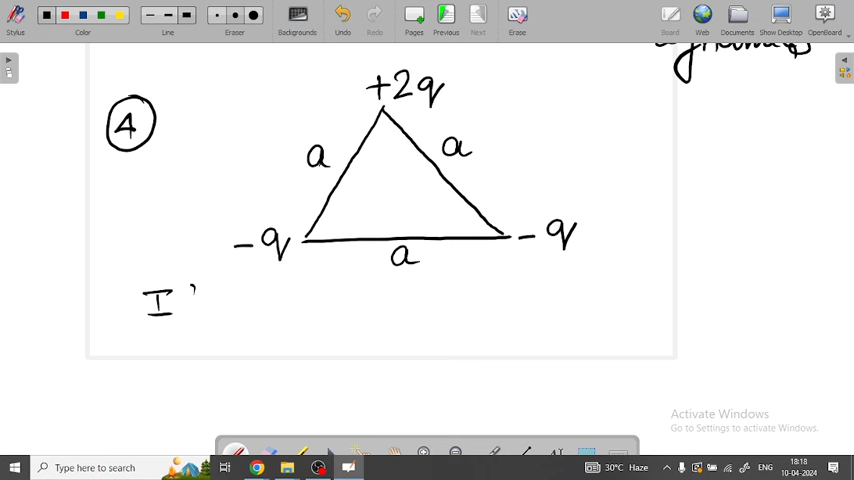 Stylus
Color
Line
Eraser
Backgrounds
Undo
Redo
Pages
Previous
Next
Erase
Board
Web
Documents
Show Desktop
OpenBoard
4
+2q
a
a
-q
a
-q
I
Activate Windows
Go to Settings to activate Windows.
Type here to search
30°C Haze
ENG
18:18
10-04-2024